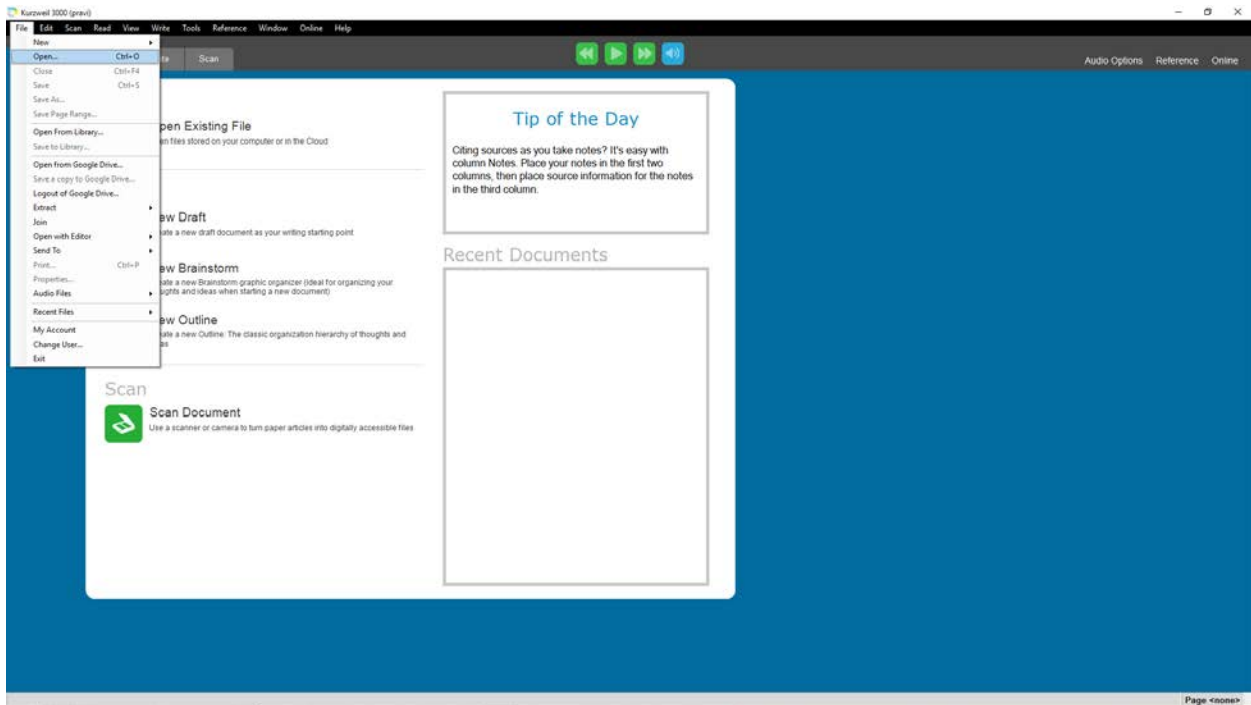 Kurzweil 3000 (pravi)
File Edit Scan Read View Write Tools Reference Window Online Help
New
Open... Ctrl+O
Close Ctrl+F4
Save Ctrl+S
Save As...
Save Page Range...
Open From Library...
Save to Library...
Open from Google Drive...
Save a copy to Google Drive...
Logout of Google Drive...
Extract
Join
Open with Editor
Send To
Print... Ctrl+P
Properties...
Audio Files
Recent Files
My Account
Change User...
Exit
te Scan
Audio Options Reference Online
pen Existing File
en files stored on your computer or in the Cloud
ew Draft
eate a new draft document as your writing starting point
ew Brainstorm
eate a new Brainstorm graphic organizer (ideal for organizing your
oughts and ideas when starting a new document)
ew Outline
eate a new Outline: The classic organization hierarchy of thoughts and
eas
Scan
Scan Document
Use a scanner or camera to turn paper articles into digitally accessible files
Tip of the Day
Citing sources as you take notes? It's easy with
column Notes. Place your notes in the first two
columns, then place source information for the notes
in the third column.
Recent Documents
Page <none>